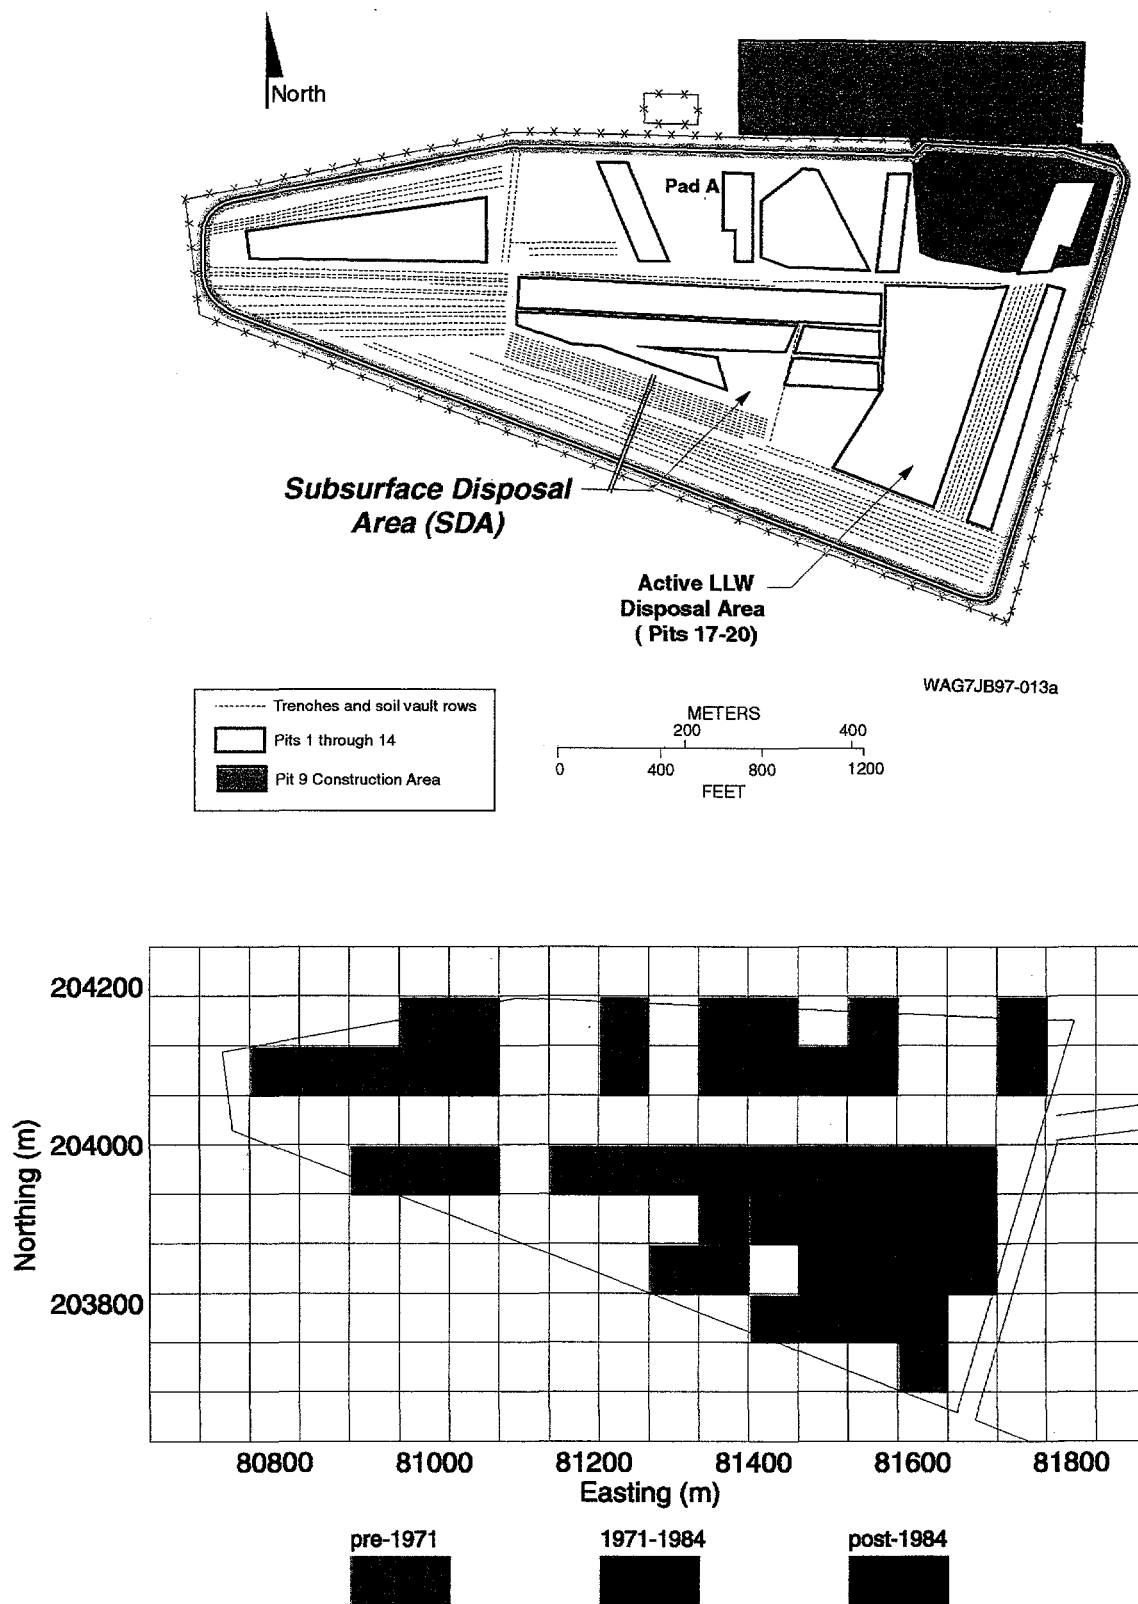 North
Pad A
Subsurface Disposal
Area (SDA)
Active LLW
Disposal Area
( Pits 17-20)
WAG7JB97-013a
Trenches and soil vault rows
Pits 1 through 14
Pit 9 Construction Area
METERS
200 400
0 400 800 1200
FEET
204200
204000
203800
Northing (m)
80800 81000 81200 81400 81600 81800
Easting (m)
pre-1971 1971-1984 post-1984